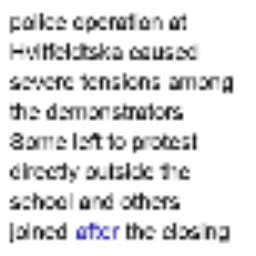 police operation at
Hvitfeldtska caused
severe tensions among
the demonstrators
Some left to protest
directly outside the
school and others
joined after the closing